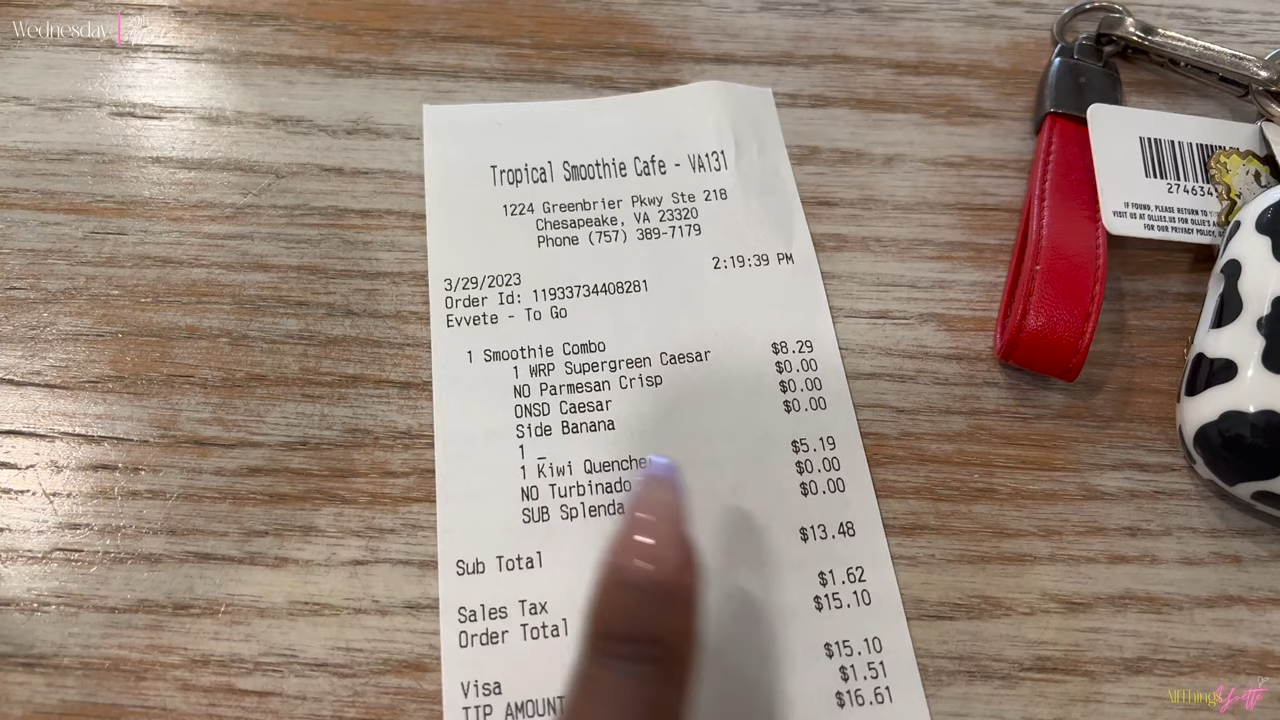 Wednesday
Tropical Smoothie Cafe - VA131
1224 Greenbrier Pkwy Ste 218
Chesapeake, VA 23320
Phone (757) 389-7179
3/29/2023 2:19:39 PM
Order Id: 11933734408281
Evvete - To Go
1 Smoothie Combo
1 WRP Supergreen Caesar $8.29
NO Parmesan Crisp $0.00
ONSD Caesar $0.00
Side Banana $0.00
1 _
1 Kiwi Quenche $5.19
NO Turbinado $0.00
SUB Splenda $0.00
Sub Total $13.48
Sales Tax $1.62
Order Total $15.10
Visa $15.10
TIP AMOUNT $1.51
$16.61
274634
IF FOUND, PLEASE RETURN TO
VISIT US AT OLLIES.US FOR OLLIE'S
FOR OUR PRIVACY POLICY,
AllThings Yvette